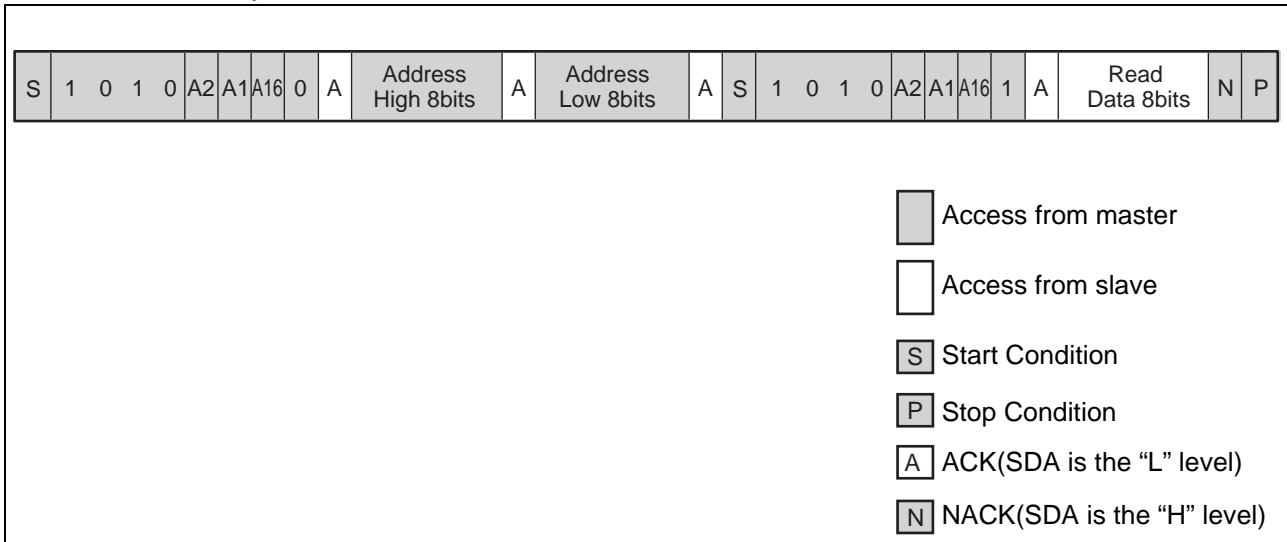 S 1 0 1 0 A2 A1 A16 0 A Address High 8bits A Address Low 8bits A S 1 0 1 0 A2 A1 A16 1 A Read Data 8bits N P
Access from master
Access from slave
S Start Condition
P Stop Condition
A ACK(SDA is the “L” level)
N NACK(SDA is the “H” level)